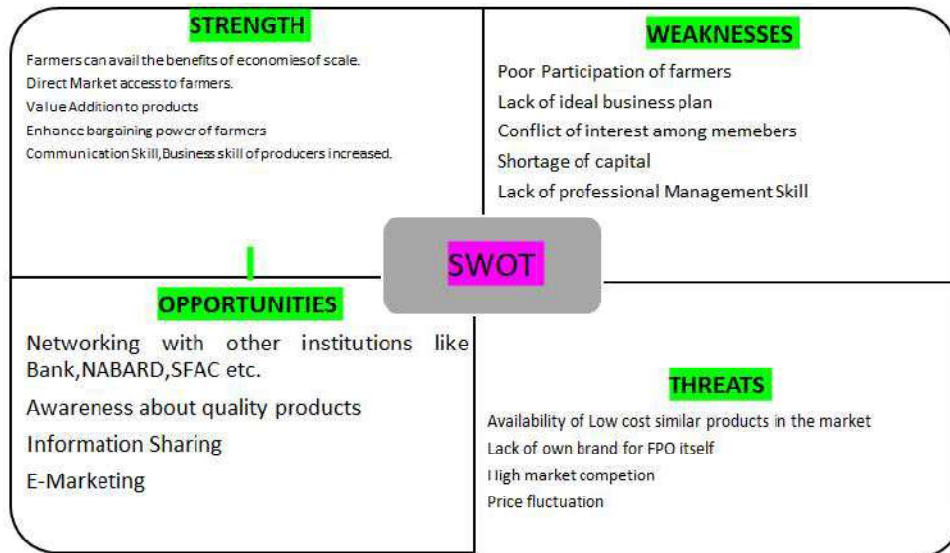 STRENGTH
Farmers can avail the benefits of economies of scale.
Direct Market access to farmers.
Value Addition to products
Enhance bargaining power of farmers
Communication Skill,Business skill of producers increased.
WEAKNESSES
Poor Participation of farmers
Lack of ideal business plan
Conflict of interest among memebers
Shortage of capital
Lack of professional Management Skill
SWOT
OPPORTUNITIES
Networking with other institutions like
Bank,NABARD,SFAC etc.
Awareness about quality products
Information Sharing
E-Marketing
THREATS
Availability of Low cost similar products in the market
Lack of own brand for FPO itself
High market competion
Price fluctuation